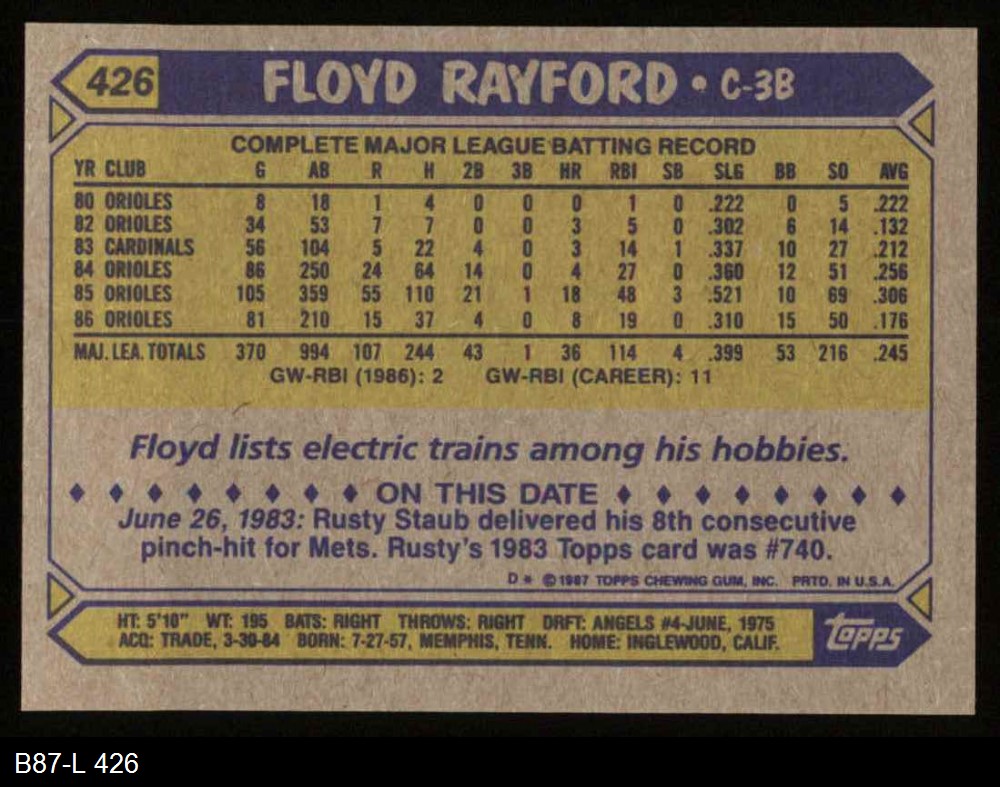 426 FLOYD RAYFORD • C-3B
COMPLETE MAJOR LEAGUE BATTING RECORD
YR CLUB G AB R H 2B 3B HR RBI SB SLG BB SO AVG
80 ORIOLES 8 18 1 4 0 0 0 1 0 .222 0 5 .222
82 ORIOLES 34 53 7 7 0 0 3 5 0 .302 6 14 .132
83 CARDINALS 56 104 5 22 4 0 3 14 1 .337 10 27 .212
84 ORIOLES 86 250 24 64 14 0 4 27 0 .360 12 51 .256
85 ORIOLES 105 359 55 110 21 1 18 48 3 .521 10 69 .306
86 ORIOLES 81 210 15 37 4 0 8 19 0 .310 15 50 .176
MAJ. LEA. TOTALS 370 994 107 244 43 1 36 114 4 .399 53 216 .245
GW-RBI (1986): 2 GW-RBI (CAREER): 11
Floyd lists electric trains among his hobbies.
ON THIS DATE
June 26, 1983: Rusty Staub delivered his 8th consecutive
pinch-hit for Mets. Rusty's 1983 Topps card was #740.
D* ©1987 TOPPS CHEWING GUM, INC. PRTD. IN U.S.A.
HT: 5'10" WT: 195 BATS: RIGHT THROWS: RIGHT DRFT: ANGELS #4-JUNE, 1975
ACQ: TRADE, 3-30-84 BORN: 7-27-57, MEMPHIS, TENN. HOME: INGLEWOOD, CALIF.
topps
B87-L 426